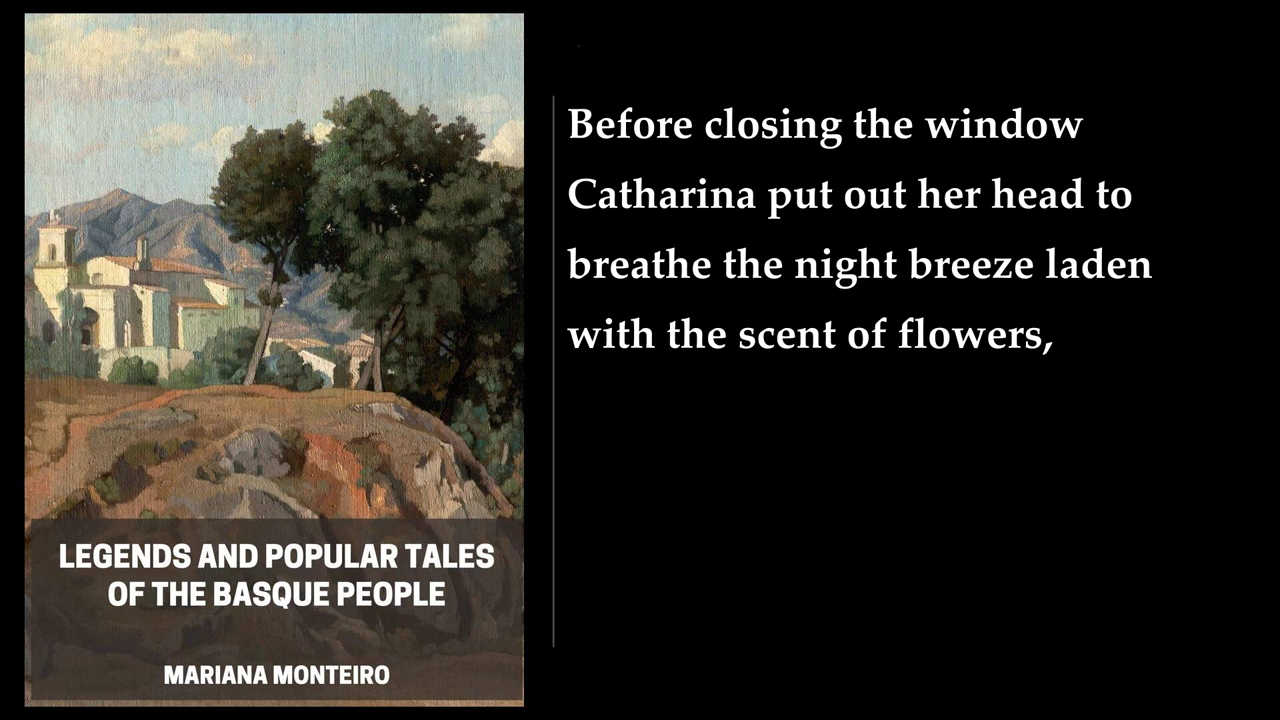 Before closing the window
Catharina put out her head to
breathe the night breeze laden
with the scent of flowers,
LEGENDS AND POPULAR TALES
OF THE BASQUE PEOPLE
MARIANA MONTEIRO